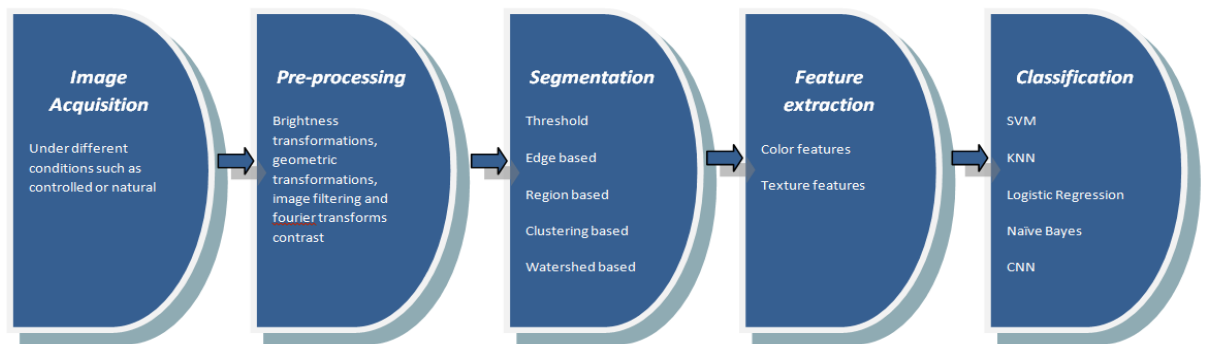 Image
Acquisition
Under different
conditions such as
controlled or natural
Pre-processing
Brightness
transformations,
geometric
transformations,
image filtering and
fourier transforms
contrast
Segmentation
Threshold
Edge based
Region based
Clustering based
Watershed based
Feature
extraction
Color features
Texture features
Classification
SVM
KNN
Logistic Regression
Naïve Bayes
CNN